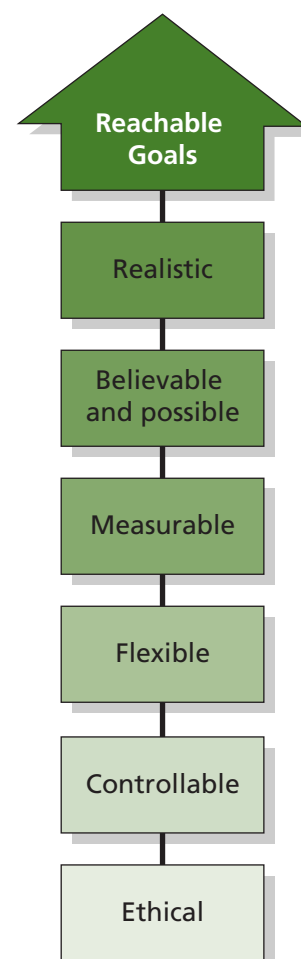 Reachable
Goals
Realistic
Believable
and possible
Measurable
Flexible
Controllable
Ethical